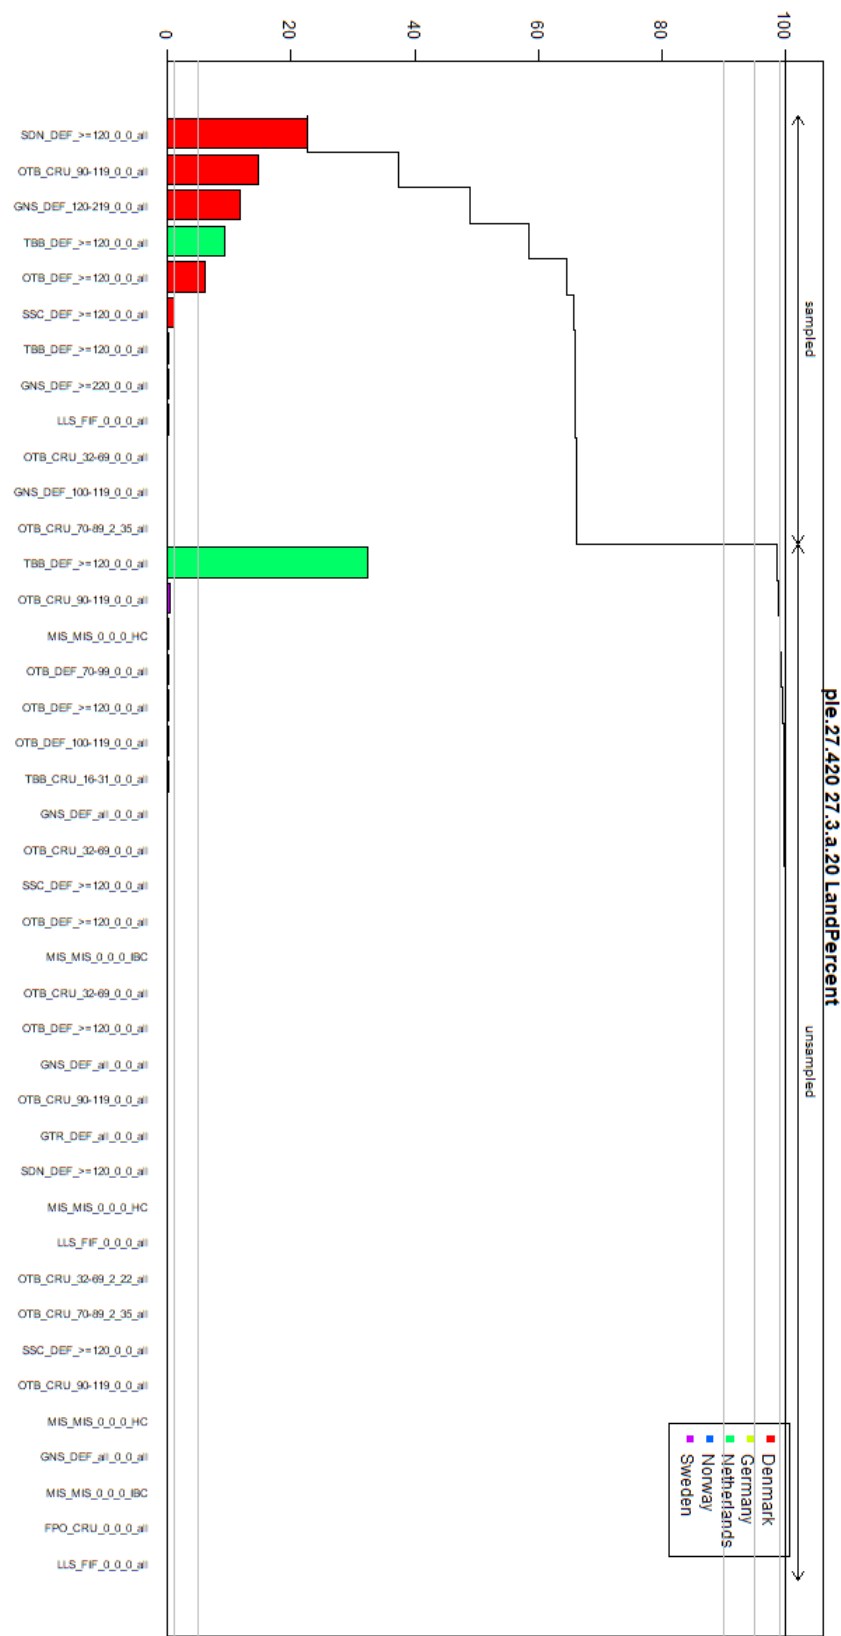 ple.27.420 27.3.a.20 LandPercent
0
20
40
60
80
100
sampled
unsampled
SDN_DEF_>=120_0_0_all
OTB_CRU_90-119_0_0_all
GNS_DEF_120-219_0_0_all
TBB_DEF_>=120_0_0_all
OTB_DEF_>=120_0_0_all
SSC_DEF_>=120_0_0_all
TBB_DEF_>=120_0_0_all
GNS_DEF_>=220_0_0_all
LLS_FIF_0_0_0_all
OTB_CRU_32-69_0_0_all
GNS_DEF_100-119_0_0_all
OTB_CRU_70-89_2_35_all
TBB_DEF_>=120_0_0_all
OTB_CRU_90-119_0_0_all
MIS_MIS_0_0_0_HC
OTB_DEF_70-99_0_0_all
OTB_DEF_>=120_0_0_all
OTB_DEF_100-119_0_0_all
TBB_CRU_16-31_0_0_all
GNS_DEF_all_0_0_all
OTB_CRU_32-69_0_0_all
SSC_DEF_>=120_0_0_all
OTB_DEF_>=120_0_0_all
MIS_MIS_0_0_0_IBC
OTB_CRU_32-69_0_0_all
OTB_DEF_>=120_0_0_all
GNS_DEF_all_0_0_all
OTB_CRU_90-119_0_0_all
GTR_DEF_all_0_0_all
SDN_DEF_>=120_0_0_all
MIS_MIS_0_0_0_HC
LLS_FIF_0_0_0_all
OTB_CRU_32-69_2_22_all
OTB_CRU_70-89_2_35_all
SSC_DEF_>=120_0_0_all
OTB_CRU_90-119_0_0_all
MIS_MIS_0_0_0_HC
GNS_DEF_all_0_0_all
MIS_MIS_0_0_0_IBC
FPO_CRU_0_0_0_all
LLS_FIF_0_0_0_all
Denmark
Germany
Netherlands
Norway
Sweden